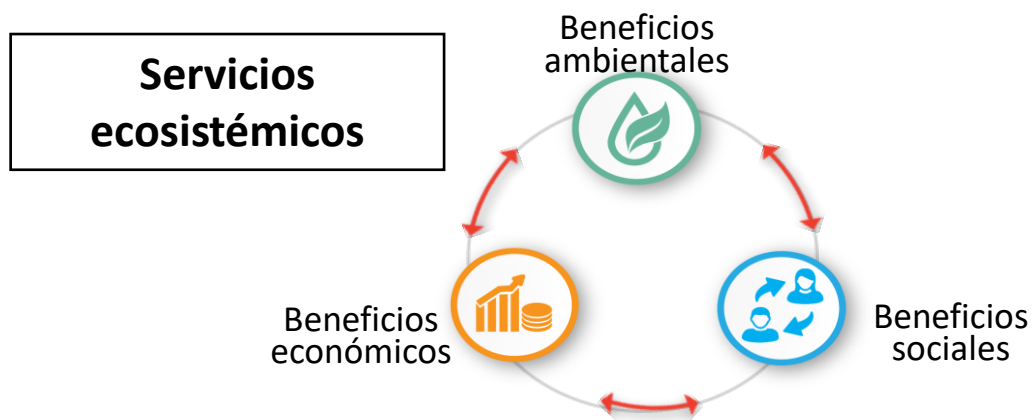 Servicios
ecosistémicos
Beneficios
ambientales
Beneficios
económicos
Beneficios
sociales